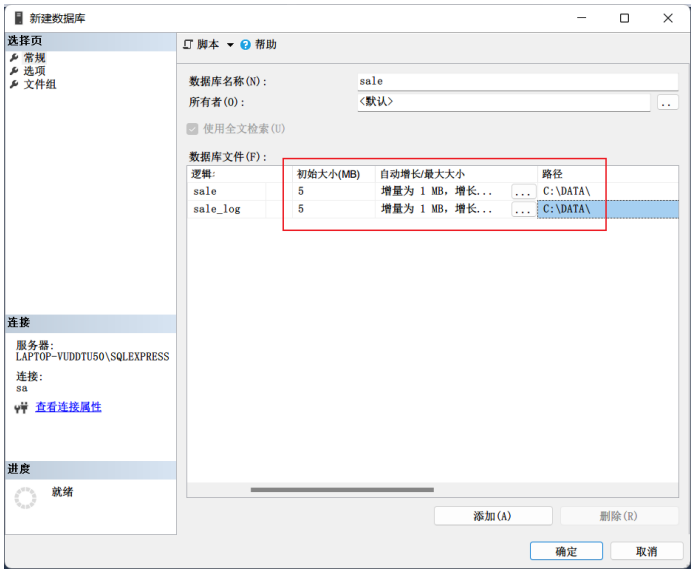 新建数据库
选择页
常规
选项
文件组
脚本 帮助
数据库名称(N): sale
所有者(O): <默认> ..
使用全文检索(U)
数据库文件(F):
逻辑: 初始大小(MB) 自动增长/最大大小 路径
sale 5 增量为 1 MB，增长... ... C:\DATA\
sale_log 5 增量为 1 MB，增长... ... C:\DATA\
连接
服务器:
LAPTOP-VUDDTU50\SQLEXPRESS
连接:
sa
查看连接属性
进度
就绪
添加(A) 删除(R)
确定 取消